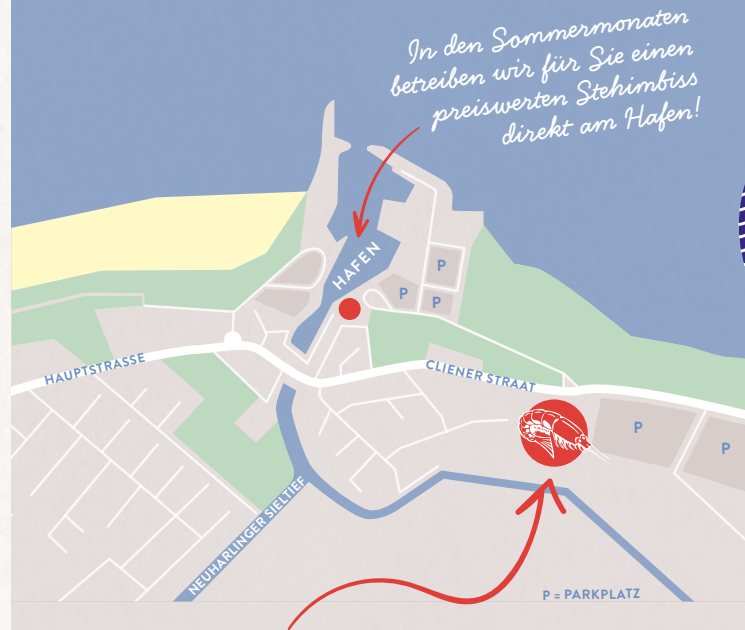 In den Sommermonaten
betreiben wir für Sie einen
preiswerten Stehimbiss
direkt am Hafen!
HAFEN
P
P
P
HAUPTSTRASSE
CLIENER STRAAT
P
P
NEUHARLINGER SIELTIEF
P = PARKPLATZ